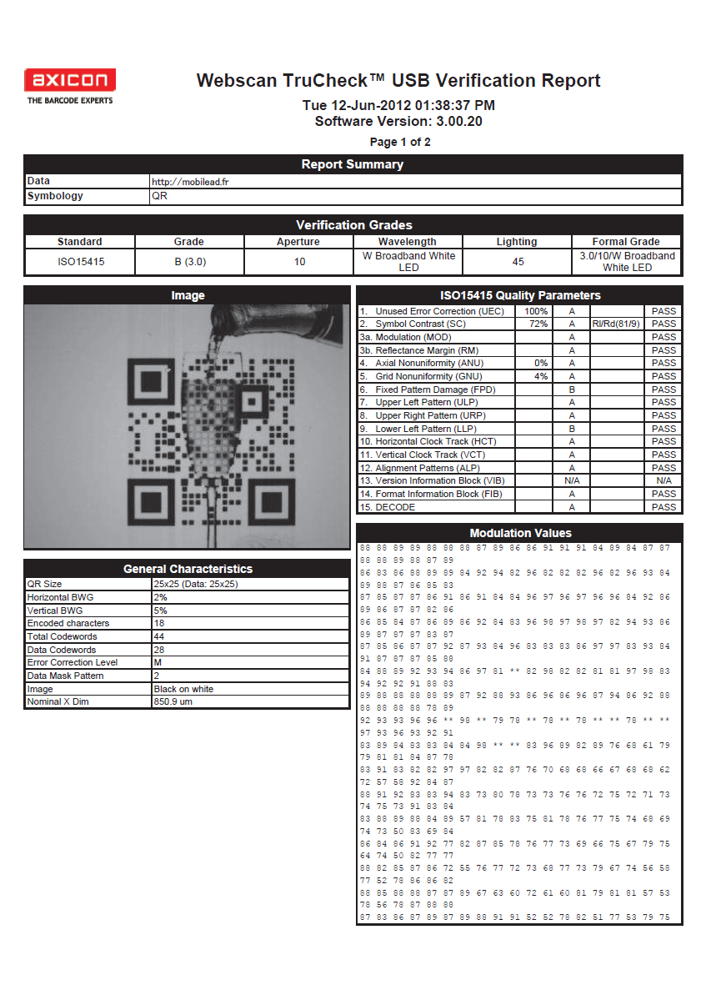 axicon
THE BARCODE EXPERTS
Webscan TruCheck™ USB Verification Report
Tue 12-Jun-2012 01:38:37 PM
Software Version: 3.00.20
Page 1 of 2
Report Summary
Data http://mobilead.fr
Symbology QR
Verification Grades
Standard Grade Aperture Wavelength Lighting Formal Grade
ISO15415 B (3.0) 10 W Broadband White LED 45 3.0/10/W Broadband White LED
Image
General Characteristics
QR Size 25x25 (Data: 25x25)
Horizontal BWG 2%
Vertical BWG 5%
Encoded characters 18
Total Codewords 44
Data Codewords 28
Error Correction Level M
Data Mask Pattern 2
Image Black on white
Nominal X Dim 850.9 um
ISO15415 Quality Parameters
1. Unused Error Correction (UEC) 100% A PASS
2. Symbol Contrast (SC) 72% A Rl/Rd(81/9) PASS
3a. Modulation (MOD) A PASS
3b. Reflectance Margin (RM) A PASS
4. Axial Nonuniformity (ANU) 0% A PASS
5. Grid Nonuniformity (GNU) 4% A PASS
6. Fixed Pattern Damage (FPD) B PASS
7. Upper Left Pattern (ULP) A PASS
8. Upper Right Pattern (URP) A PASS
9. Lower Left Pattern (LLP) B PASS
10. Horizontal Clock Track (HCT) A PASS
11. Vertical Clock Track (VCT) A PASS
12. Alignment Patterns (ALP) A PASS
13. Version Information Block (VIB) N/A N/A
14. Format Information Block (FIB) A PASS
15. DECODE A PASS
Modulation Values
88 88 89 89 88 88 88 87 89 86 86 91 91 91 84 89 84 87 87
88 88 89 88 87 89
86 83 86 88 89 89 84 92 94 82 96 82 82 82 96 82 96 93 84
89 88 87 86 85 83
87 85 87 87 86 91 86 91 84 84 96 97 96 97 96 96 84 92 86
89 86 87 87 82 86
86 85 84 87 86 89 86 92 84 83 96 98 97 98 97 82 94 93 86
89 87 87 87 83 87
87 85 86 87 87 92 87 93 84 96 83 83 83 86 97 97 83 93 84
91 87 87 87 85 88
84 88 89 92 93 94 86 97 81 ** 82 98 82 82 81 81 97 98 83
94 92 92 91 88 83
89 88 88 88 88 89 87 92 88 93 86 96 86 96 87 94 86 92 88
88 88 88 88 78 89
92 93 93 96 96 ** 98 ** 79 78 ** 78 ** 78 ** ** 78 ** **
97 93 96 93 92 91
83 89 84 83 83 84 84 98 ** ** 83 96 89 82 89 76 68 61 79
79 81 81 84 87 78
83 91 83 82 82 97 97 82 82 87 76 70 68 68 66 67 68 68 62
72 57 58 92 84 87
88 91 92 83 83 94 83 73 80 78 73 73 76 76 72 75 72 71 73
74 75 73 91 83 84
83 88 89 88 84 89 57 81 78 83 75 81 78 76 77 75 74 68 69
74 73 50 83 69 84
86 84 86 91 92 77 82 87 85 78 76 77 73 69 66 75 67 79 75
64 74 50 82 77 77
88 82 85 87 86 72 55 76 77 72 73 68 77 73 79 67 74 56 58
77 52 78 86 86 82
88 85 88 88 87 87 89 67 63 60 72 61 60 81 79 81 81 57 53
78 56 78 87 88 88
87 83 86 87 89 87 89 88 91 91 52 52 78 82 51 77 53 79 75